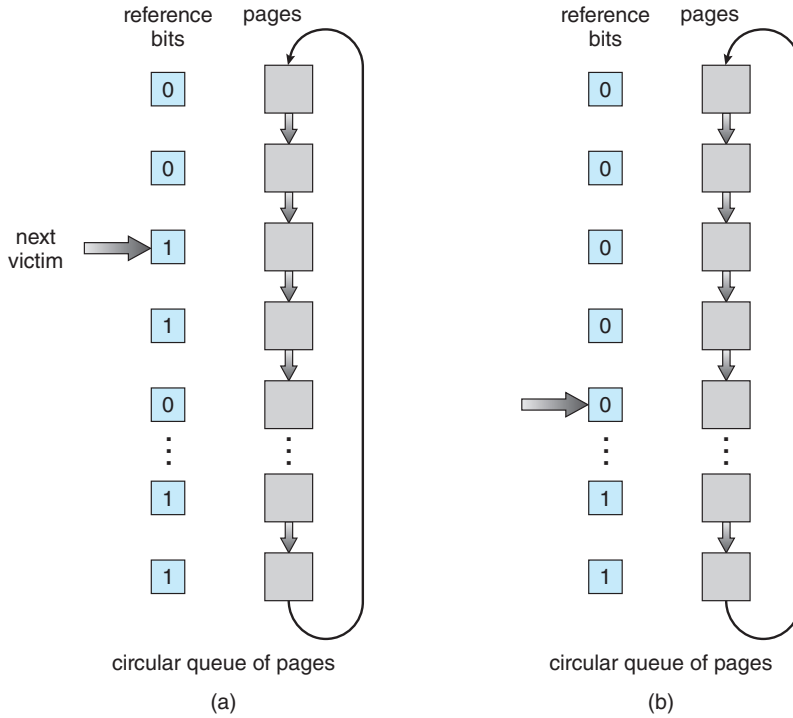 reference bits
pages
0
0
next victim
1
1
0
1
1
circular queue of pages
(a)
reference bits
pages
0
0
0
0
0
1
1
circular queue of pages
(b)